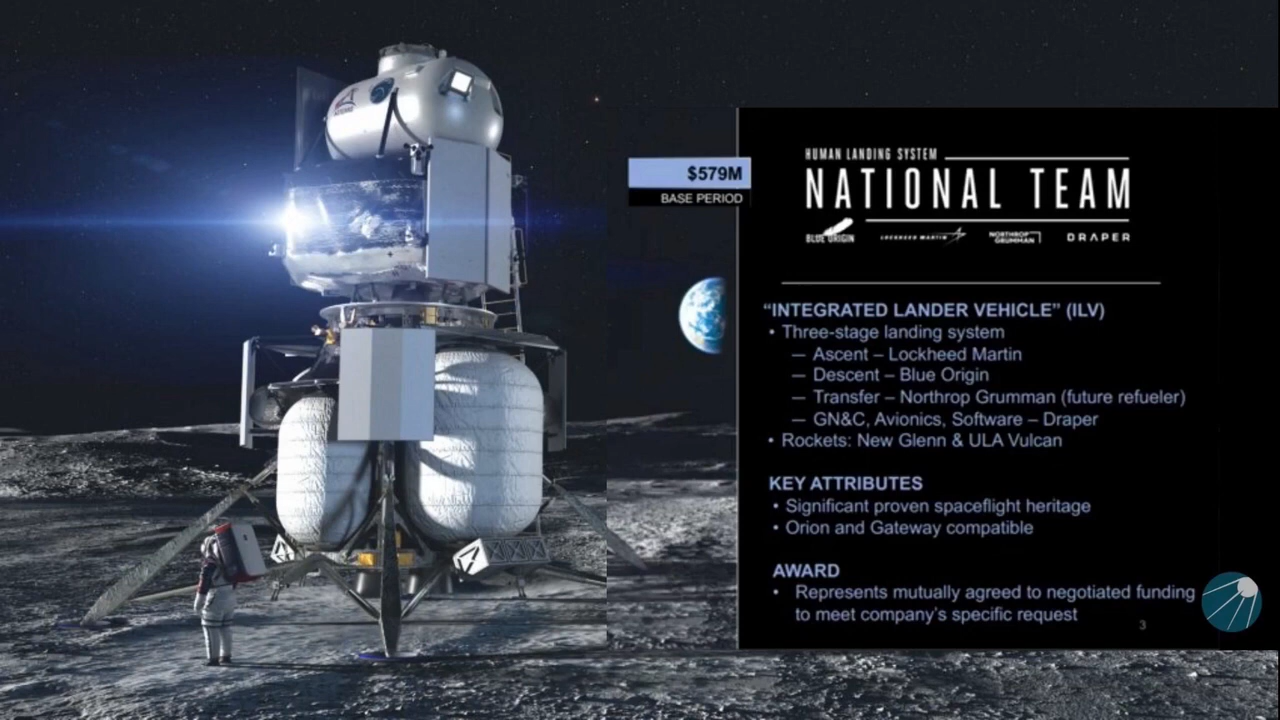 $579M
BASE PERIOD
HUMAN LANDING SYSTEM
NATIONAL TEAM
BLUE ORIGIN LOCKHEED MARTIN NORTHROP GRUMMAN DRAPER
“INTEGRATED LANDER VEHICLE” (ILV)
• Three-stage landing system
— Ascent – Lockheed Martin
— Descent – Blue Origin
— Transfer – Northrop Grumman (future refueler)
— GN&C, Avionics, Software – Draper
• Rockets: New Glenn & ULA Vulcan
KEY ATTRIBUTES
• Significant proven spaceflight heritage
• Orion and Gateway compatible
AWARD
• Represents mutually agreed to negotiated funding
to meet company’s specific request
3